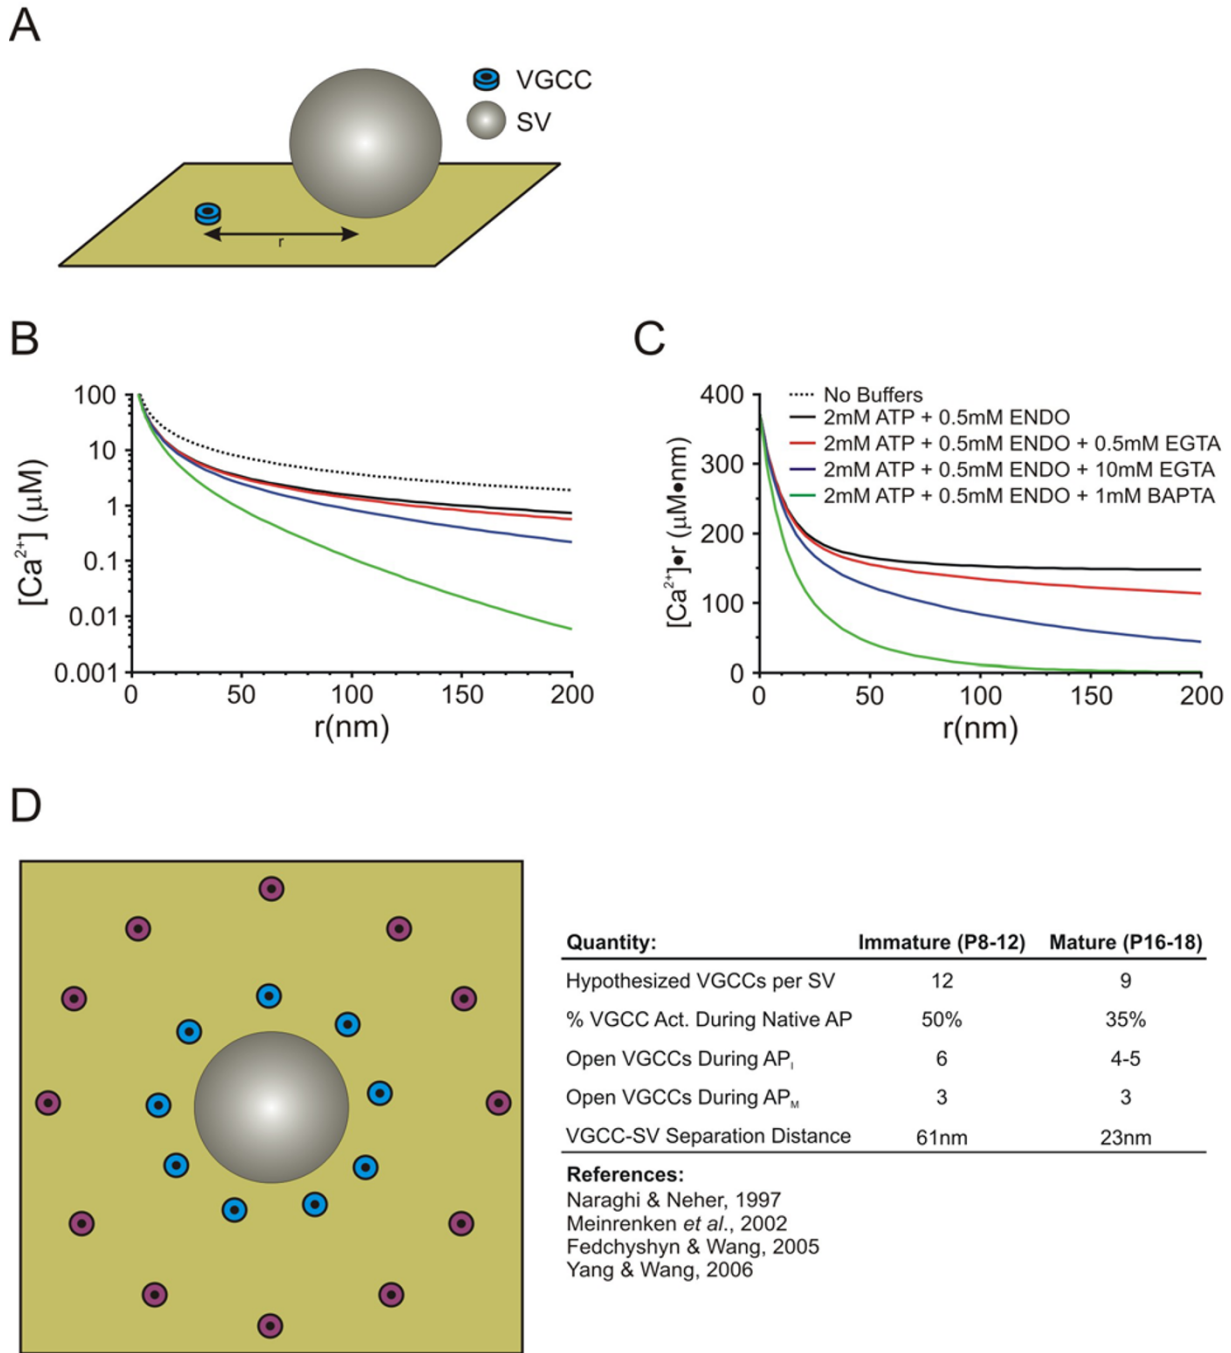 A
VGCC
SV
r
B
100
10
1
0.1
0.01
0.001
[Ca²⁺] (µM)
0 50 100 150 200
r(nm)
C
400
300
200
100
0
[Ca²⁺]•r (µM•nm)
No Buffers
2mM ATP + 0.5mM ENDO
2mM ATP + 0.5mM ENDO + 0.5mM EGTA
2mM ATP + 0.5mM ENDO + 10mM EGTA
2mM ATP + 0.5mM ENDO + 1mM BAPTA
0 50 100 150 200
r(nm)
D
Quantity: Immature (P8-12) Mature (P16-18)
Hypothesized VGCCs per SV 12 9
% VGCC Act. During Native AP 50% 35%
Open VGCCs During AP_I 6 4-5
Open VGCCs During AP_M 3 3
VGCC-SV Separation Distance 61nm 23nm
References:
Naraghi & Neher, 1997
Meinrenken et al., 2002
Fedchyshyn & Wang, 2005
Yang & Wang, 2006